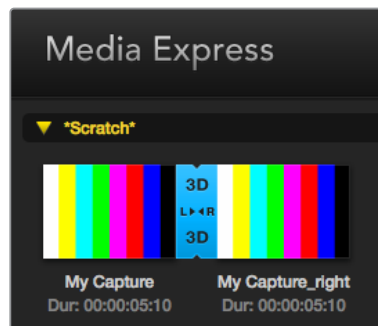 Media Express
*Scratch*
3D
L R
3D
My Capture
My Capture_right
Dur: 00:00:05:10
Dur: 00:00:05:10